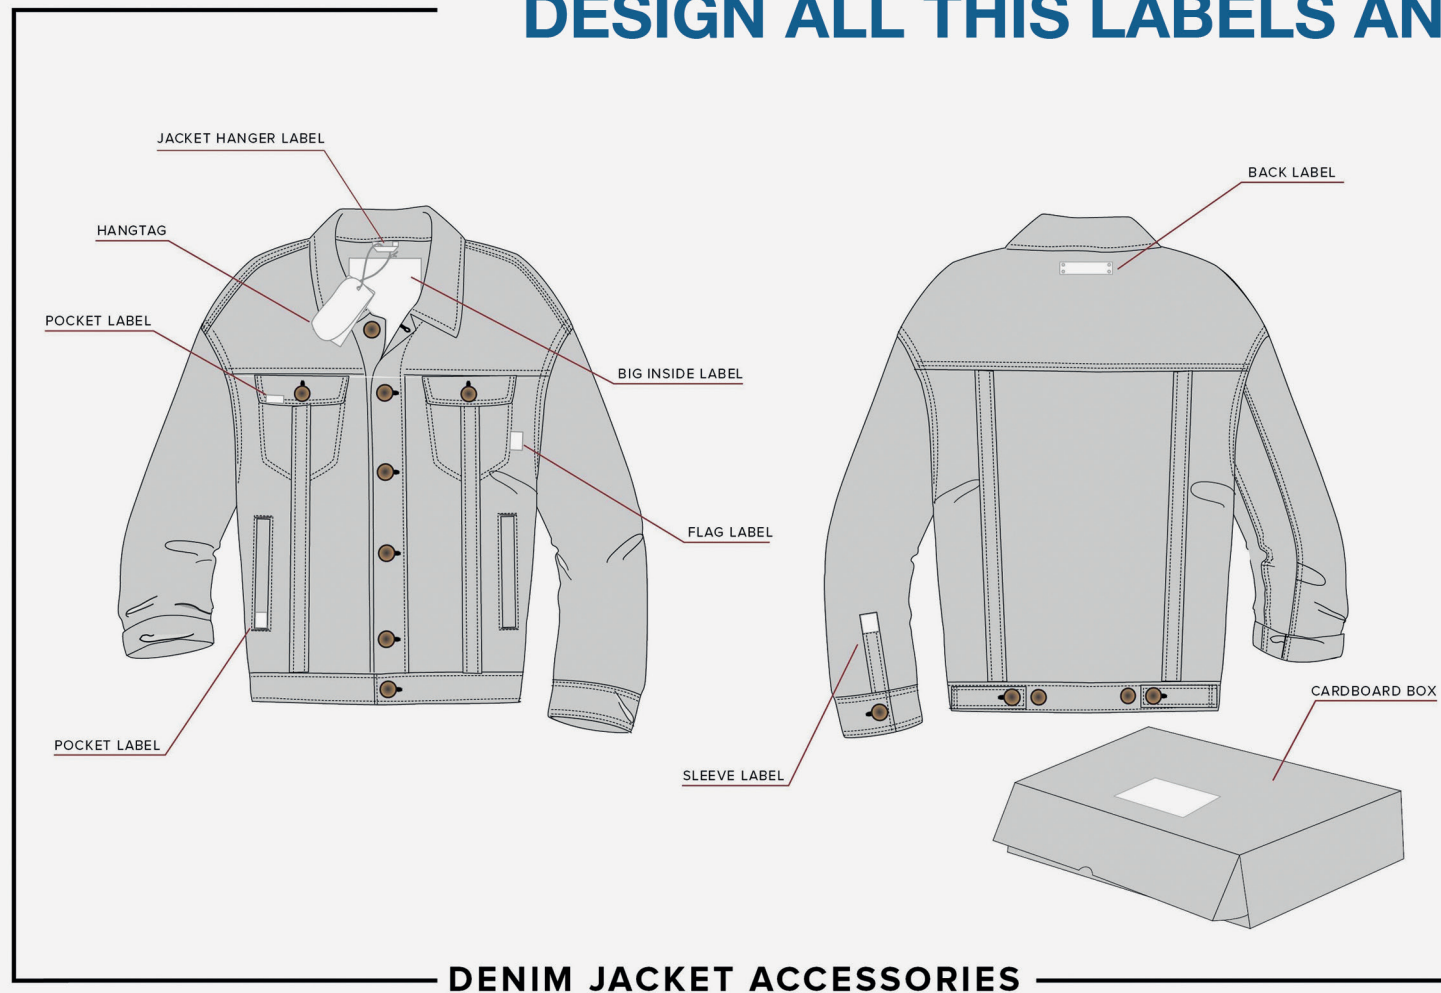 DESIGN ALL THIS LABELS AN
JACKET HANGER LABEL
BACK LABEL
HANGTAG
POCKET LABEL
BIG INSIDE LABEL
FLAG LABEL
CARDBOARD BOX
POCKET LABEL
SLEEVE LABEL
DENIM JACKET ACCESSORIES